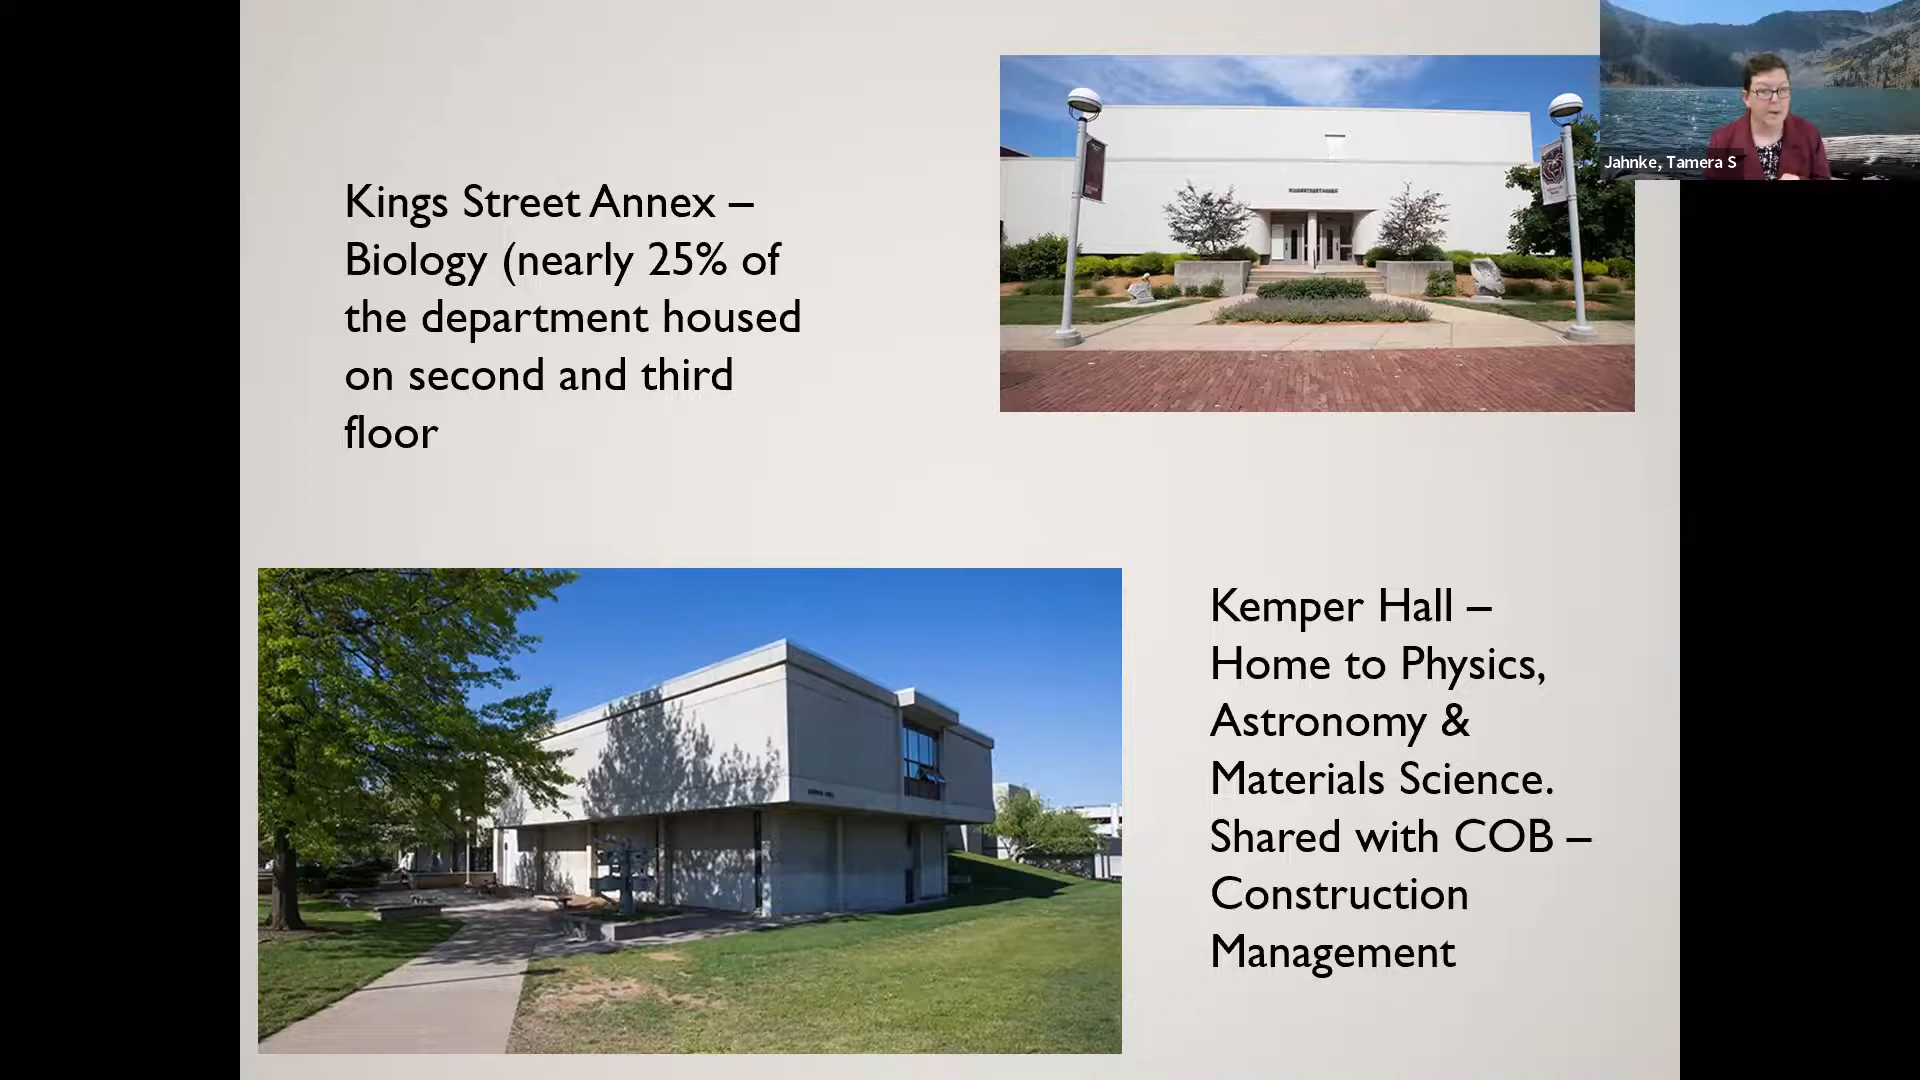 Jahnke, Tamera S
Kings Street Annex –
Biology (nearly 25% of
the department housed
on second and third
floor
Kemper Hall –
Home to Physics,
Astronomy &
Materials Science.
Shared with COB –
Construction
Management